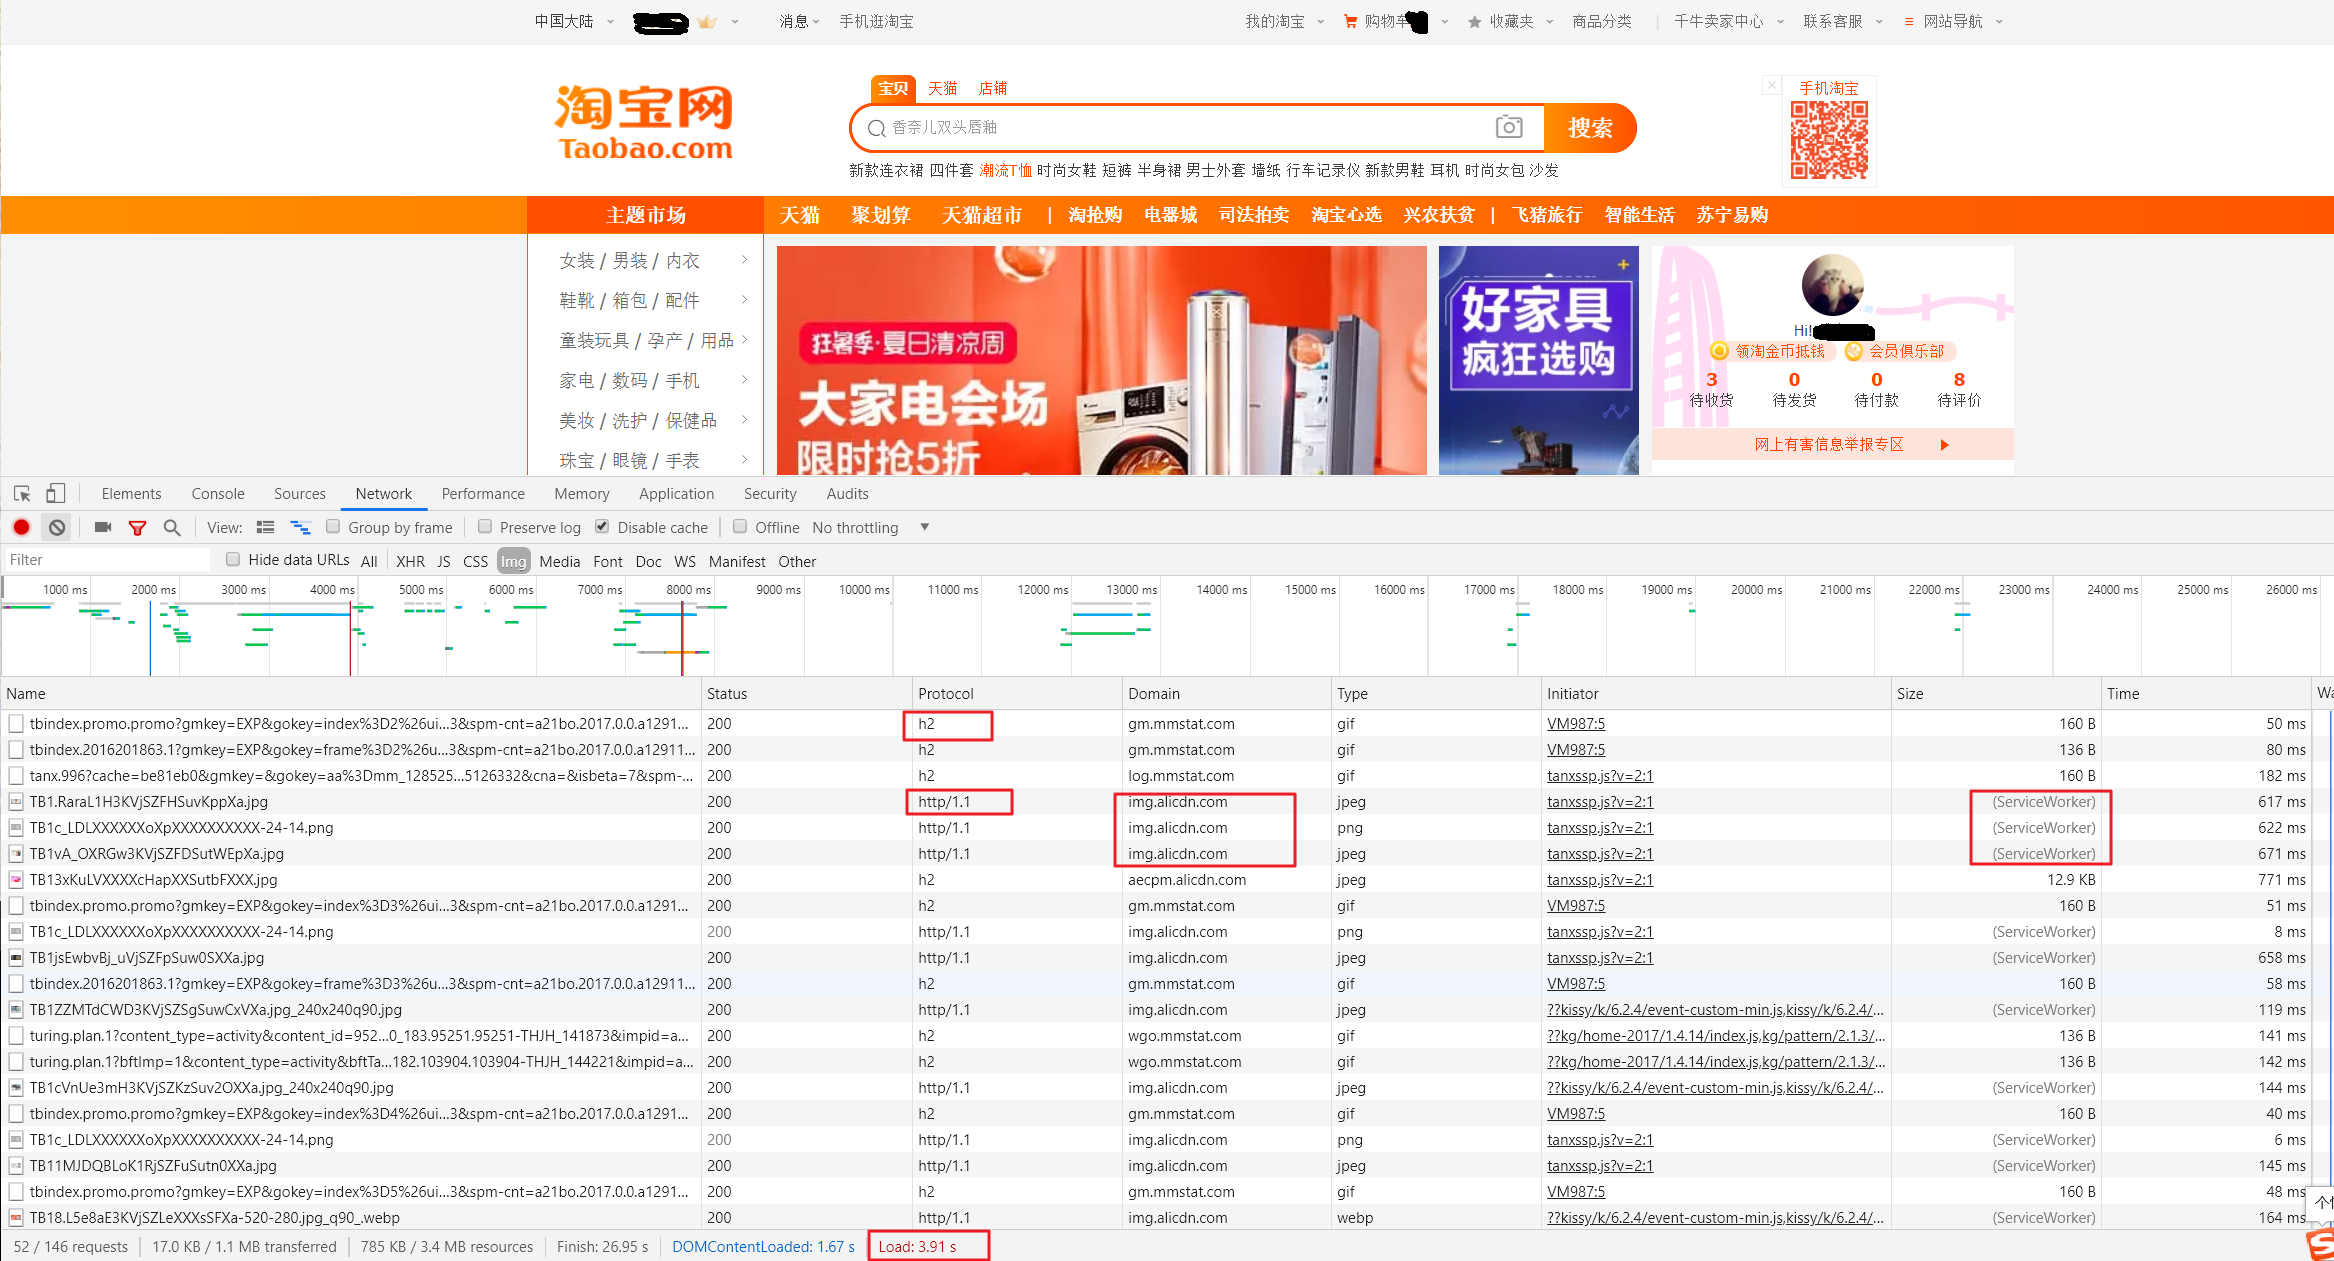 中国大陆
消息 手机逛淘宝
我的淘宝 购物车 收藏夹 商品分类 千牛卖家中心 联系客服 网站导航
淘宝网
Taobao.com
宝贝 天猫 店铺
香奈儿双头唇釉
搜索
手机淘宝
新款连衣裙 四件套 潮流T恤 时尚女鞋 短裤 半身裙 男士外套 墙纸 行车记录仪 新款男鞋 耳机 时尚女包 沙发
主题市场 天猫 聚划算 天猫超市 | 淘抢购 电器城 司法拍卖 淘宝心选 兴农扶贫 | 飞猪旅行 智能生活 苏宁易购
女装 / 男装 / 内衣
鞋靴 / 箱包 / 配件
童装玩具 / 孕产 / 用品
家电 / 数码 / 手机
美妆 / 洗护 / 保健品
珠宝 / 眼镜 / 手表
狂暑季·夏日清凉周
大家电会场
限时抢5折
好家具
疯狂选购
Hi!
领淘金币抵钱 会员俱乐部
3 0 0 8
待收货 待发货 待付款 待评价
网上有害信息举报专区
Elements Console Sources Network Performance Memory Application Security Audits
View: Group by frame Preserve log Disable cache Offline No throttling
Filter Hide data URLs All XHR JS CSS Img Media Font Doc WS Manifest Other
1000 ms 2000 ms 3000 ms 4000 ms 5000 ms 6000 ms 7000 ms 8000 ms 9000 ms 10000 ms 11000 ms 12000 ms 13000 ms 14000 ms 15000 ms 16000 ms 17000 ms 18000 ms 19000 ms 20000 ms 21000 ms 22000 ms 23000 ms 24000 ms 25000 ms 26000 ms
Name Status Protocol Domain Type Initiator Size Time Wa
tbindex.promo.promo?gmkey=EXP&gokey=index%3D2%26ui...3&spm-cnt=a21bo.2017.0.0.a1291... 200 h2 gm.mmstat.com gif VM987:5 160 B 50 ms
tbindex.2016201863.1?gmkey=EXP&gokey=frame%3D2%26u...3&spm-cnt=a21bo.2017.0.0.a12911... 200 h2 gm.mmstat.com gif VM987:5 136 B 80 ms
tanx.996?cache=be81eb0&gmkey=&gokey=aa%3Dmm_128525...5126332&cna=&isbeta=7&spm-... 200 h2 log.mmstat.com gif tanxssp.js?v=2:1 160 B 182 ms
TB1.RaraL1H3KVjSZFHSuvKppXa.jpg 200 http/1.1 img.alicdn.com jpeg tanxssp.js?v=2:1 (ServiceWorker) 617 ms
TB1c_LDLXXXXXXoXpXXXXXXXXXX-24-14.png 200 http/1.1 img.alicdn.com png tanxssp.js?v=2:1 (ServiceWorker) 622 ms
TB1vA_OXRGw3KVjSZFDSutWEpXa.jpg 200 http/1.1 img.alicdn.com jpeg tanxssp.js?v=2:1 (ServiceWorker) 671 ms
TB13xKuLVXXXXcHapXXSutbFXXX.jpg 200 h2 aecpm.alicdn.com jpeg tanxssp.js?v=2:1 12.9 KB 771 ms
tbindex.promo.promo?gmkey=EXP&gokey=index%3D3%26ui...3&spm-cnt=a21bo.2017.0.0.a1291... 200 h2 gm.mmstat.com gif VM987:5 160 B 51 ms
TB1c_LDLXXXXXXoXpXXXXXXXXXX-24-14.png 200 http/1.1 img.alicdn.com png tanxssp.js?v=2:1 (ServiceWorker) 8 ms
TB1jsEwbvBj_uVjSZFpSuw0SXXa.jpg 200 http/1.1 img.alicdn.com jpeg tanxssp.js?v=2:1 (ServiceWorker) 658 ms
tbindex.2016201863.1?gmkey=EXP&gokey=frame%3D3%26u...3&spm-cnt=a21bo.2017.0.0.a12911... 200 h2 gm.mmstat.com gif VM987:5 160 B 58 ms
TB1ZZMTdCWD3KVjSZSgSuwCxVXa.jpg_240x240q90.jpg 200 http/1.1 img.alicdn.com jpeg ??kissy/k/6.2.4/event-custom-min.js,kissy/k/6.2.4/... (ServiceWorker) 119 ms
turing.plan.1?content_type=activity&content_id=952...0_183.95251.95251-THJH_141873&impid=a... 200 h2 wgo.mmstat.com gif ??kg/home-2017/1.4.14/index.js,kg/pattern/2.1.3/... 136 B 141 ms
turing.plan.1?bftImp=1&content_type=activity&bftTa...182.103904.103904-THJH_144221&impid=a... 200 h2 wgo.mmstat.com gif ??kg/home-2017/1.4.14/index.js,kg/pattern/2.1.3/... 136 B 142 ms
TB1cVnUe3mH3KVjSZKzSuv2OXXa.jpg_240x240q90.jpg 200 http/1.1 img.alicdn.com jpeg ??kissy/k/6.2.4/event-custom-min.js,kissy/k/6.2.4/... (ServiceWorker) 144 ms
tbindex.promo.promo?gmkey=EXP&gokey=index%3D4%26ui...3&spm-cnt=a21bo.2017.0.0.a1291... 200 h2 gm.mmstat.com gif VM987:5 160 B 40 ms
TB1c_LDLXXXXXXoXpXXXXXXXXXX-24-14.png 200 http/1.1 img.alicdn.com png tanxssp.js?v=2:1 (ServiceWorker) 6 ms
TB11MJDQBLoK1RjSZFuSutn0XXa.jpg 200 http/1.1 img.alicdn.com jpeg tanxssp.js?v=2:1 (ServiceWorker) 145 ms
tbindex.promo.promo?gmkey=EXP&gokey=index%3D5%26ui...3&spm-cnt=a21bo.2017.0.0.a1291... 200 h2 gm.mmstat.com gif VM987:5 160 B 48 ms
TB18.L5e8aE3KVjSZLeXXXsSFXa-520-280.jpg_q90_.webp 200 http/1.1 img.alicdn.com webp ??kissy/k/6.2.4/event-custom-min.js,kissy/k/6.2.4/... (ServiceWorker) 164 ms
52 / 146 requests 17.0 KB / 1.1 MB transferred 785 KB / 3.4 MB resources Finish: 26.95 s DOMContentLoaded: 1.67 s Load: 3.91 s